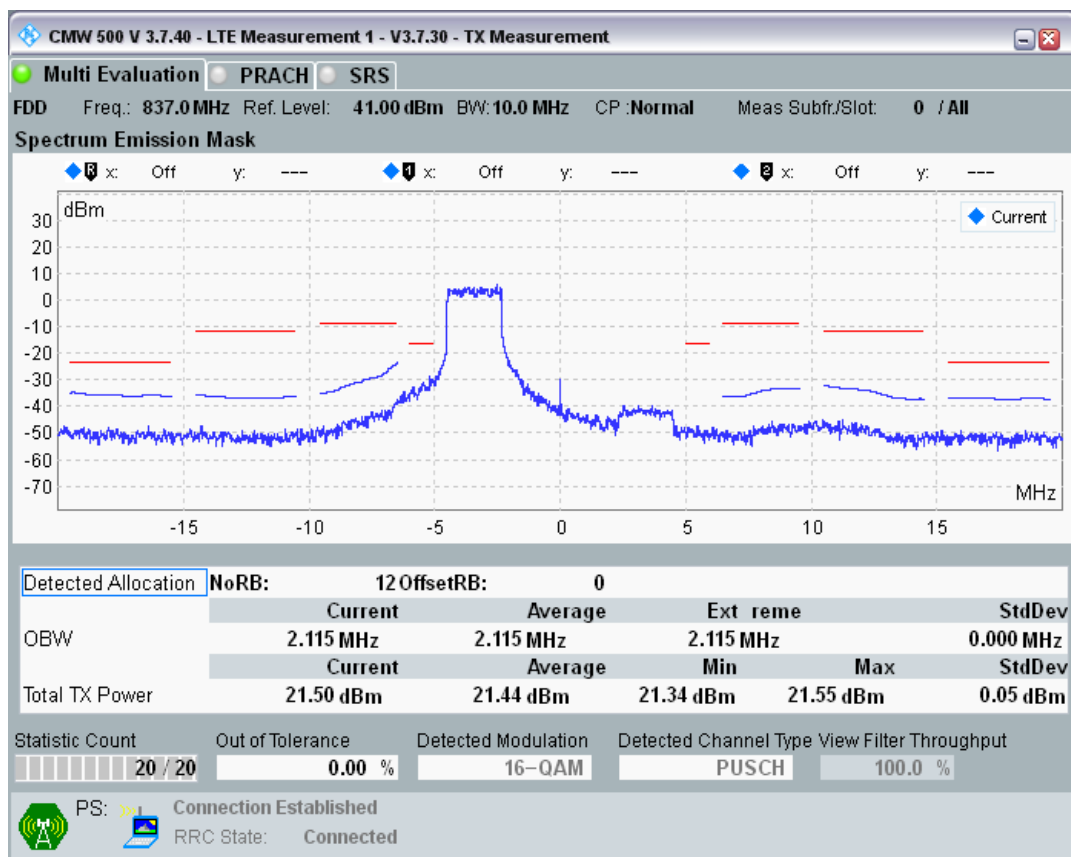 CMW 500 V 3.7.40 - LTE Measurement 1 - V3.7.30 - TX Measurement
Multi Evaluation PRACH SRS
FDD Freq.: 837.0 MHz Ref. Level: 41.00 dBm BW: 10.0 MHz CP : Normal Meas Subfr./Slot: 0 / All
Spectrum Emission Mask
R x: Off y: --- 1 x: Off y: --- 2 x: Off y: ---
dBm
Current
30
20
10
0
-10
-20
-30
-40
-50
-60
-70
MHz
-15 -10 -5 0 5 10 15
Detected Allocation NoRB: 12 OffsetRB: 0
Current Average Ext reme StdDev
OBW 2.115 MHz 2.115 MHz 2.115 MHz 0.000 MHz
Current Average Min Max StdDev
Total TX Power 21.50 dBm 21.44 dBm 21.34 dBm 21.55 dBm 0.05 dBm
Statistic Count Out of Tolerance Detected Modulation Detected Channel Type View Filter Throughput
20 / 20 0.00 % 16-QAM PUSCH 100.0 %
PS: Connection Established
RRC State: Connected